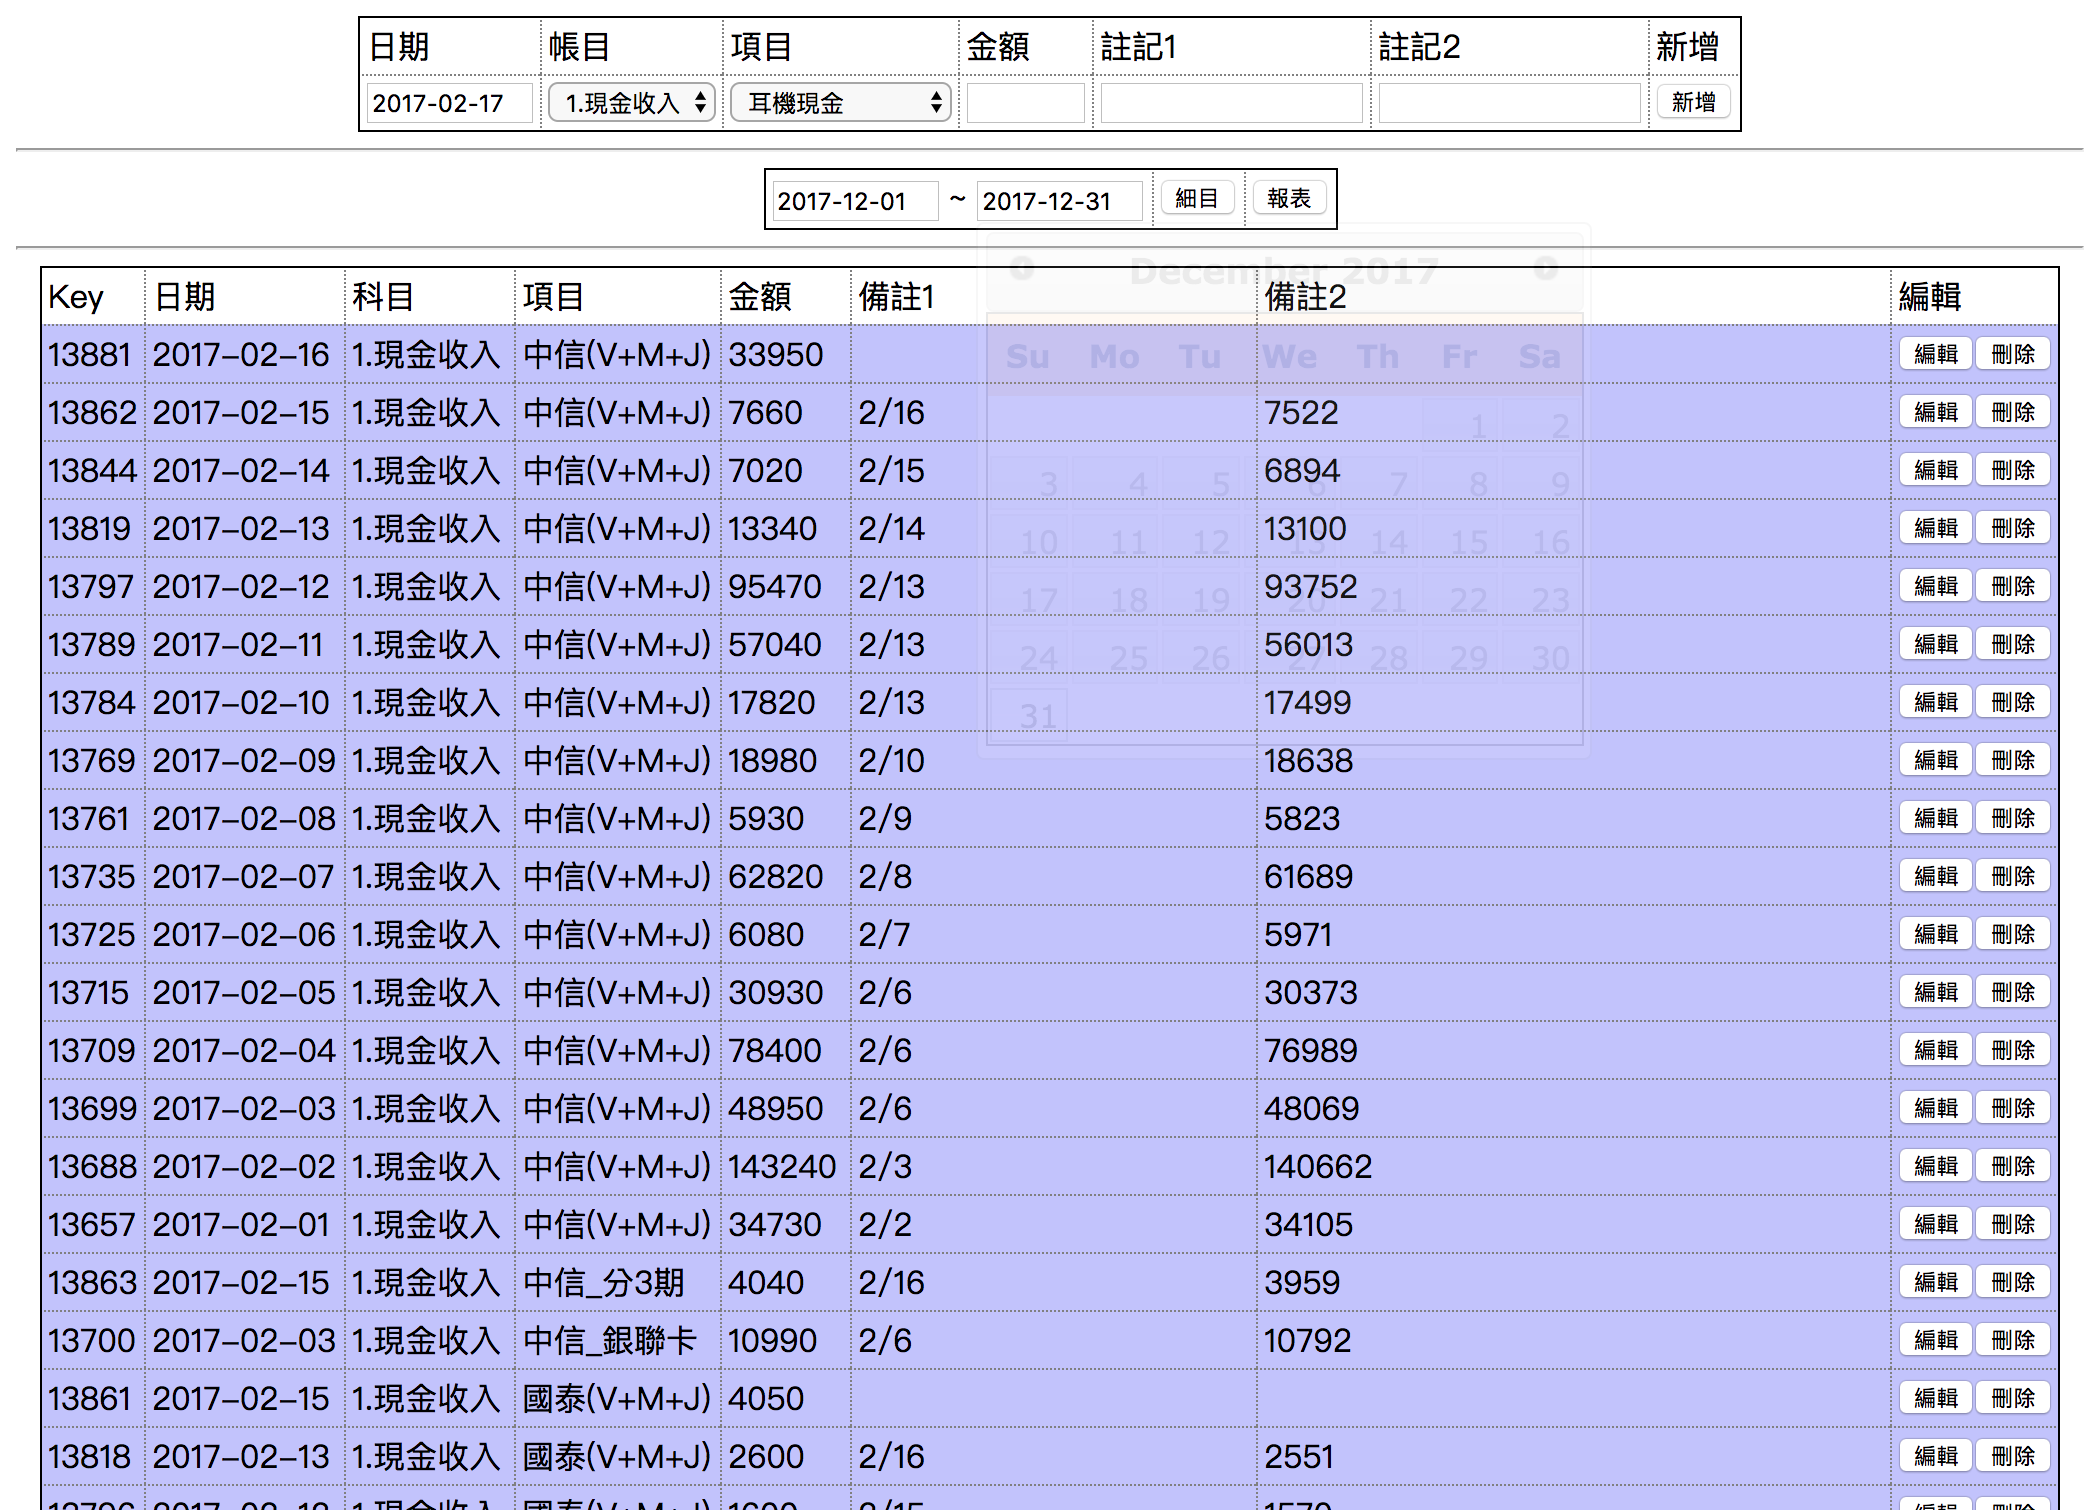 日期 帳目 項目 金額 註記1 註記2 新增
2017-02-17 1.現金收入 耳機現金 新增
2017-12-01 ~ 2017-12-31 細目 報表
December 2017
Su Mo Tu We Th Fr Sa
1 2
3 4 5 6 7 8 9
10 11 12 13 14 15 16
17 18 19 20 21 22 23
24 25 26 27 28 29 30
31
Key 日期 科目 項目 金額 備註1 備註2 編輯
13881 2017-02-16 1.現金收入 中信(V+M+J) 33950 編輯 刪除
13862 2017-02-15 1.現金收入 中信(V+M+J) 7660 2/16 7522 編輯 刪除
13844 2017-02-14 1.現金收入 中信(V+M+J) 7020 2/15 6894 編輯 刪除
13819 2017-02-13 1.現金收入 中信(V+M+J) 13340 2/14 13100 編輯 刪除
13797 2017-02-12 1.現金收入 中信(V+M+J) 95470 2/13 93752 編輯 刪除
13789 2017-02-11 1.現金收入 中信(V+M+J) 57040 2/13 56013 編輯 刪除
13784 2017-02-10 1.現金收入 中信(V+M+J) 17820 2/13 17499 編輯 刪除
13769 2017-02-09 1.現金收入 中信(V+M+J) 18980 2/10 18638 編輯 刪除
13761 2017-02-08 1.現金收入 中信(V+M+J) 5930 2/9 5823 編輯 刪除
13735 2017-02-07 1.現金收入 中信(V+M+J) 62820 2/8 61689 編輯 刪除
13725 2017-02-06 1.現金收入 中信(V+M+J) 6080 2/7 5971 編輯 刪除
13715 2017-02-05 1.現金收入 中信(V+M+J) 30930 2/6 30373 編輯 刪除
13709 2017-02-04 1.現金收入 中信(V+M+J) 78400 2/6 76989 編輯 刪除
13699 2017-02-03 1.現金收入 中信(V+M+J) 48950 2/6 48069 編輯 刪除
13688 2017-02-02 1.現金收入 中信(V+M+J) 143240 2/3 140662 編輯 刪除
13657 2017-02-01 1.現金收入 中信(V+M+J) 34730 2/2 34105 編輯 刪除
13863 2017-02-15 1.現金收入 中信_分3期 4040 2/16 3959 編輯 刪除
13700 2017-02-03 1.現金收入 中信_銀聯卡 10990 2/6 10792 編輯 刪除
13861 2017-02-15 1.現金收入 國泰(V+M+J) 4050 編輯 刪除
13818 2017-02-13 1.現金收入 國泰(V+M+J) 2600 2/16 2551 編輯 刪除